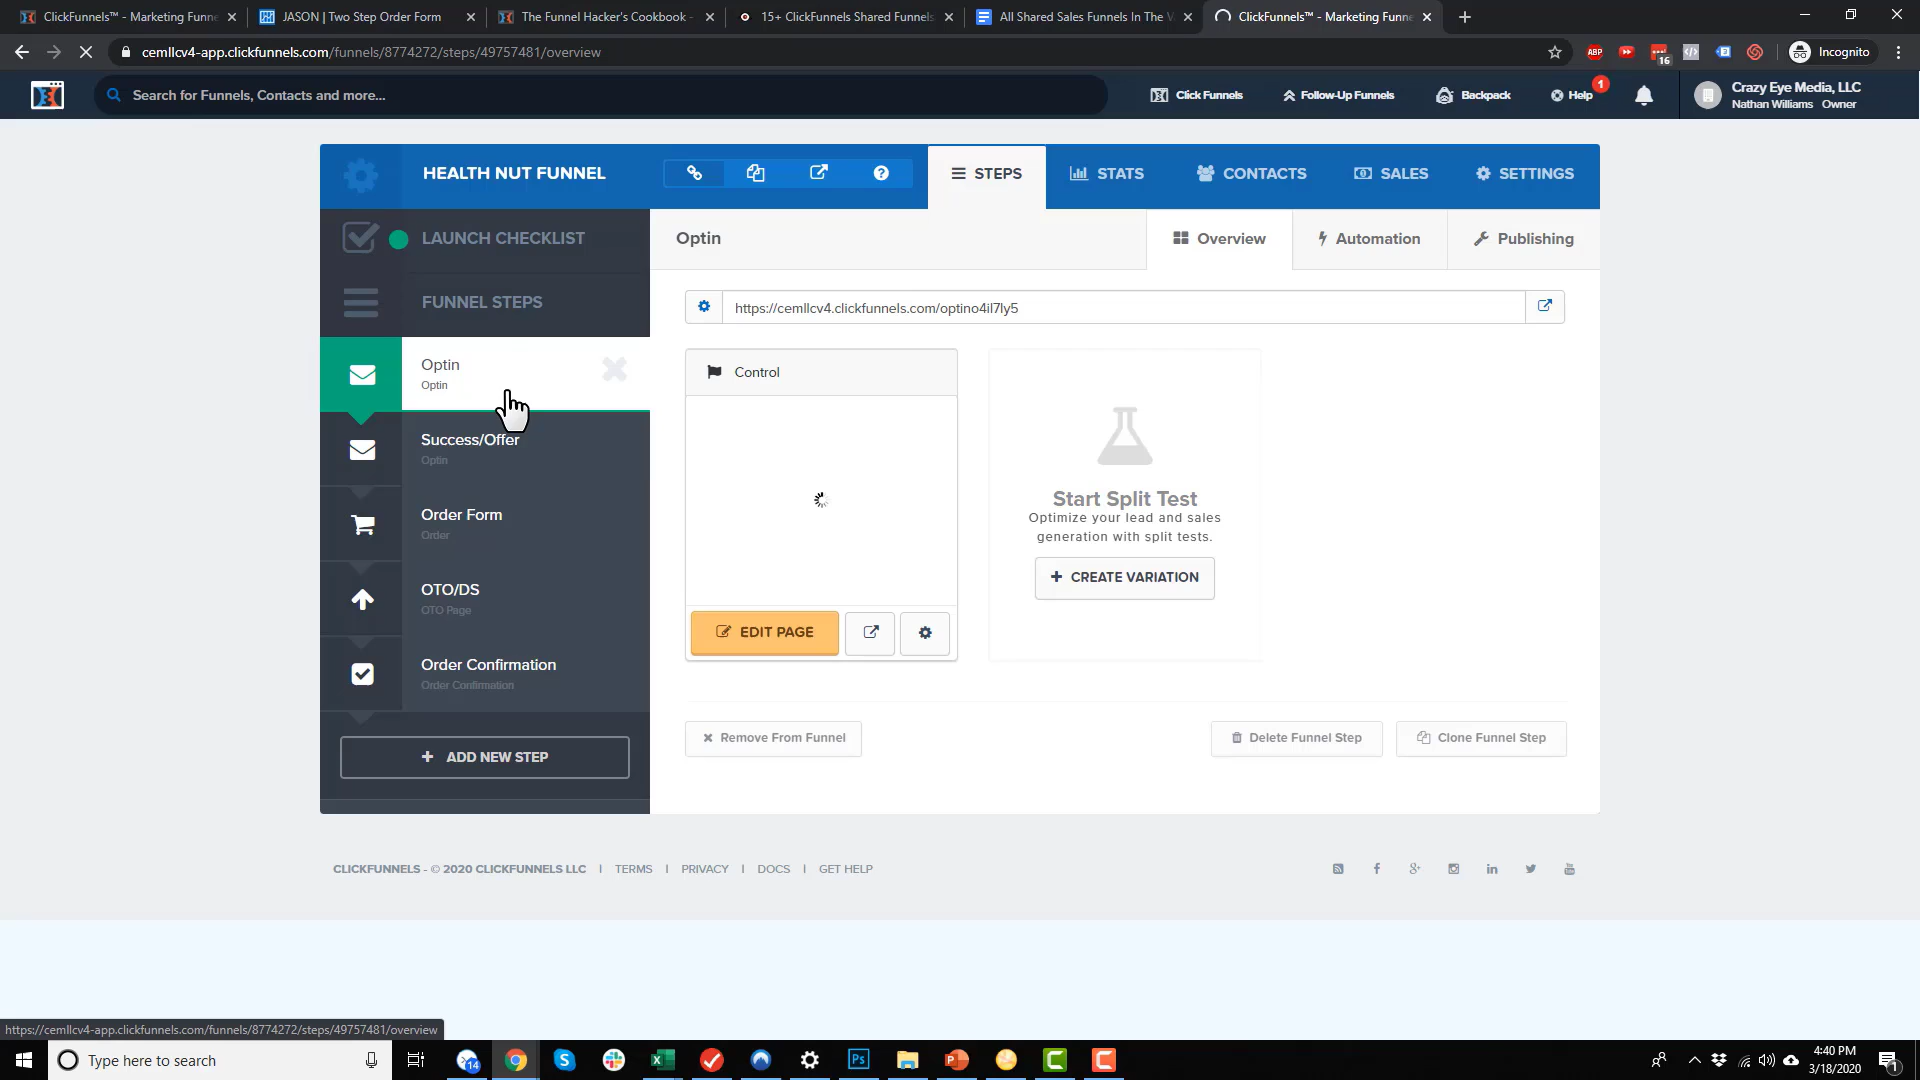 ClickFunnels™ - Marketing Funne
JASON | Two Step Order Form
The Funnel Hacker's Cookbook -
15+ ClickFunnels Shared Funnels
All Shared Sales Funnels In The V
ClickFunnels™ - Marketing Funne
cemllcv4-app.clickfunnels.com/funnels/8774272/steps/49757481/overview
ABP
16
Incognito
Search for Funnels, Contacts and more...
Click Funnels
Follow-Up Funnels
Backpack
Help
1
Crazy Eye Media, LLC
Nathan Williams Owner
HEALTH NUT FUNNEL
STEPS
STATS
CONTACTS
SALES
SETTINGS
LAUNCH CHECKLIST
Optin
Overview
Automation
Publishing
FUNNEL STEPS
https://cemllcv4.clickfunnels.com/optino4il7ly5
Optin
Optin
Control
Success/Offer
Optin
Start Split Test
Optimize your lead and sales
generation with split tests.
Order Form
Order
CREATE VARIATION
OTO/DS
OTO Page
EDIT PAGE
Order Confirmation
Order Confirmation
Remove From Funnel
Delete Funnel Step
Clone Funnel Step
ADD NEW STEP
CLICKFUNNELS - © 2020 CLICKFUNNELS LLC | TERMS | PRIVACY | DOCS | GET HELP
https://cemllcv4-app.clickfunnels.com/funnels/8774272/steps/49757481/overview
Type here to search
14
Ps
4:40 PM
3/18/2020
1